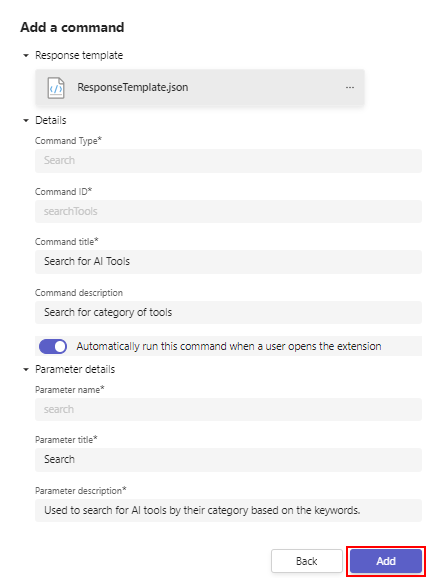 Add a command
Response template
ResponseTemplate.json
...
Details
Command Type*
Search
Command ID*
searchTools
Command title*
Search for AI Tools
Command description
Search for category of tools
Automatically run this command when a user opens the extension
Parameter details
Parameter name*
search
Parameter title*
Search
Parameter description*
Used to search for AI tools by their category based on the keywords.
Back
Add